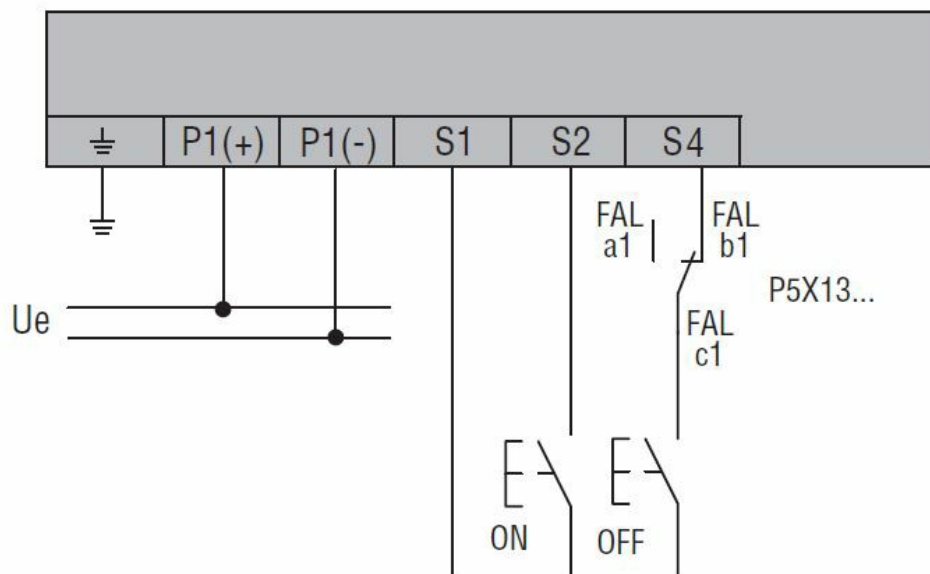 P1(+) P1(-) S1 S2 S4
FAL a1
FAL b1
P5X13...
Ue
FAL c1
ON
OFF